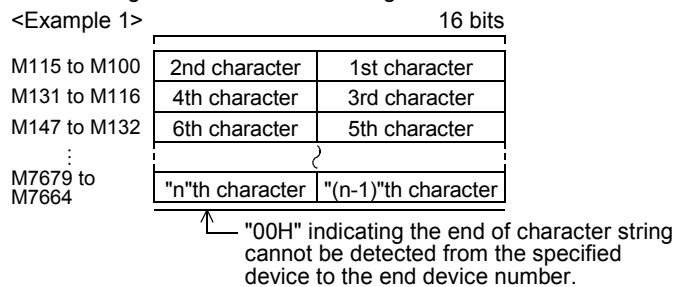 <Example 1> 16 bits
M115 to M100 2nd character 1st character
M131 to M116 4th character 3rd character
M147 to M132 6th character 5th character
⋮
M7679 to
M7664 "n"th character "(n-1)"th character
"00H" indicating the end of character string
cannot be detected from the specified
device to the end device number.